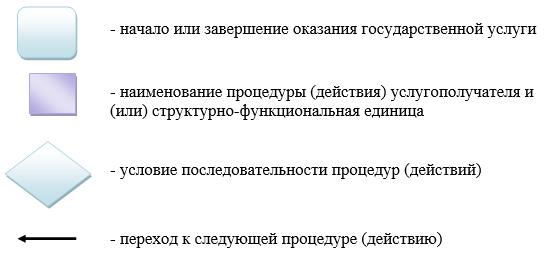 - начало или завершение оказания государственной услуги
- наименование процедуры (действия) услугополучателя и
(или) структурно-функциональная единица
- условие последовательности процедур (действий)
- переход к следующей процедуре (действию)